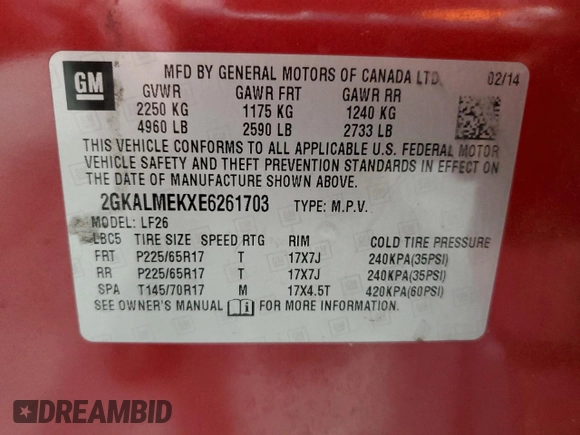 GM
MFD BY GENERAL MOTORS OF CANADA LTD. 02/14
GVWR GAWR FRT GAWR RR
2250 KG 1175 KG 1240 KG
4960 LB 2590 LB 2733 LB
THIS VEHICLE CONFORMS TO ALL APPLICABLE U.S. FEDERAL MOTOR
VEHICLE SAFETY AND THEFT PREVENTION STANDARDS IN EFFECT ON
THE DATE OF MANUFACTURE SHOWN ABOVE.
2GKALMEKXE6261703 TYPE: M.P.V.
MODEL: LF26
LBC5 TIRE SIZE SPEED RTG RIM COLD TIRE PRESSURE
FRT P225/65R17 T 17X7J 240KPA(35PSI)
RR P225/65R17 T 17X7J 240KPA(35PSI)
SPA T145/70R17 M 17X4.5T 420KPA(60PSI)
SEE OWNER'S MANUAL FOR MORE INFORMATION.
DREAMBID